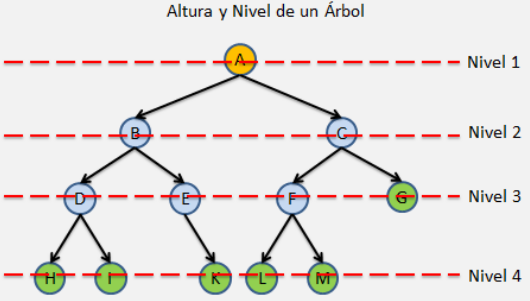 Altura y Nivel de un Árbol
A Nivel 1
B C Nivel 2
D E F G Nivel 3
H I K L M Nivel 4